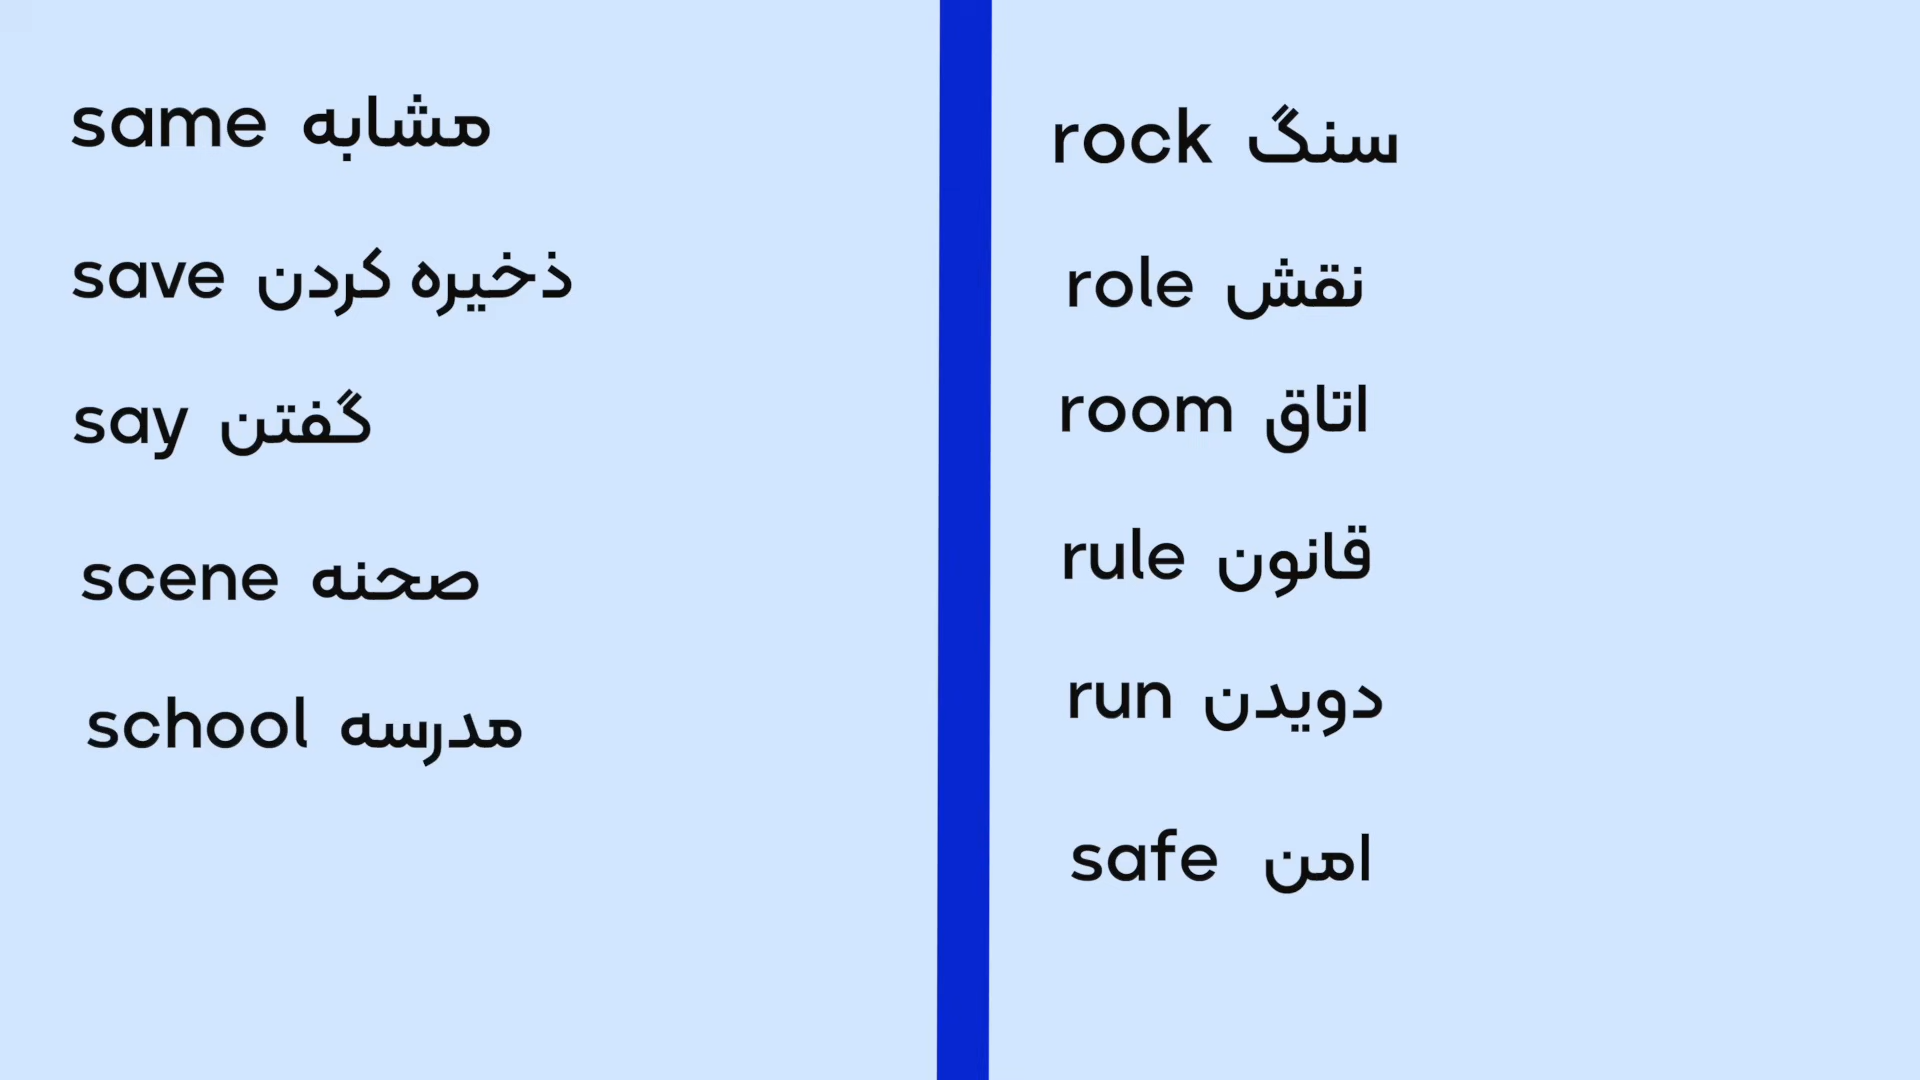 same مشابه
save ذخیره کردن
say گفتن
scene صحنه
school مدرسه
rock سنگ
role نقش
room اتاق
rule قانون
run دویدن
safe امن